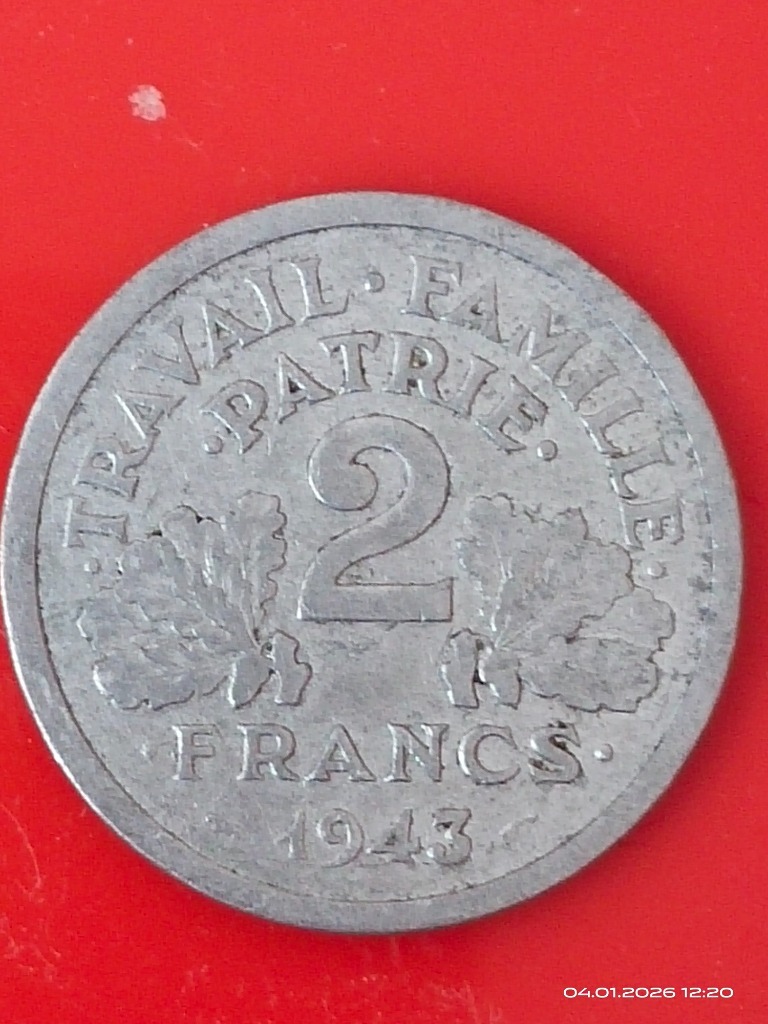 TRAVAIL · FAMILLE ·
· PATRIE ·
2
FRANCS ·
1943
04.01.2026 12:20